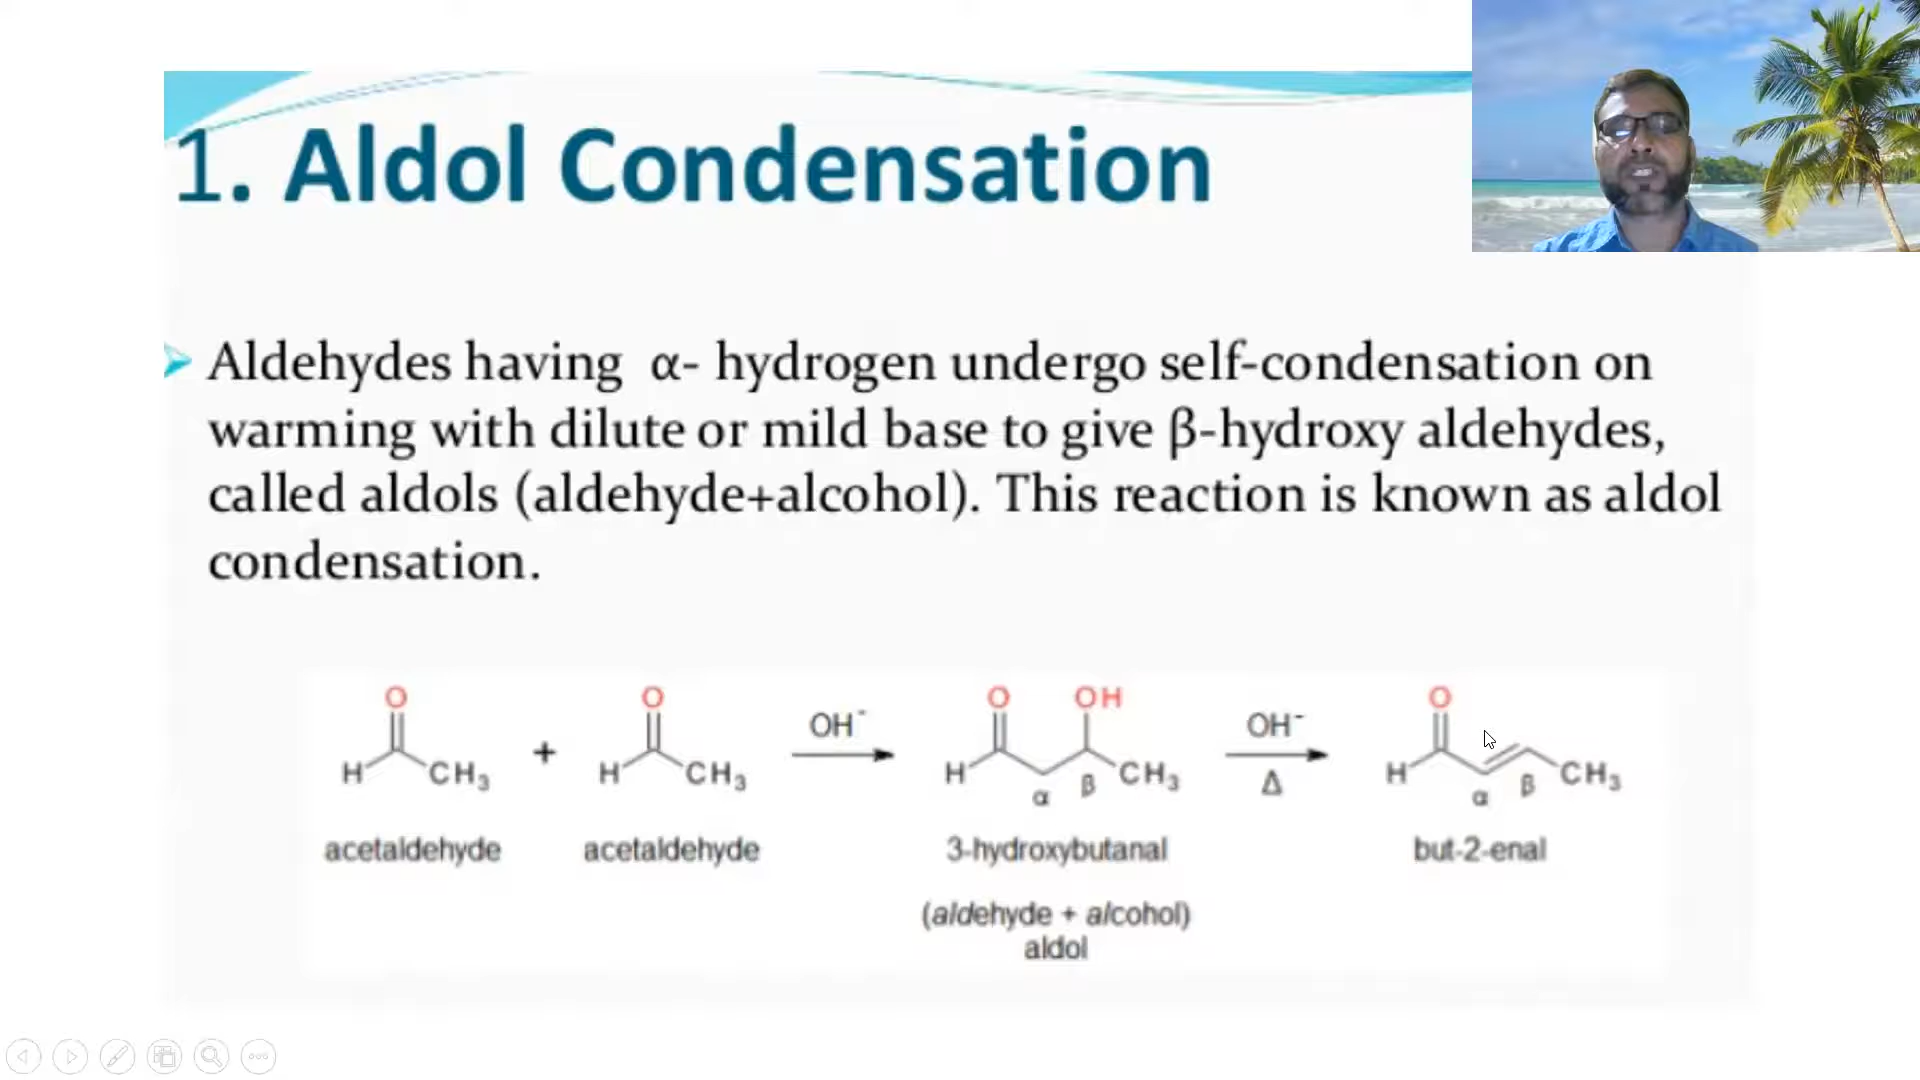 1. Aldol Condensation
Aldehydes having α- hydrogen undergo self-condensation on
warming with dilute or mild base to give β-hydroxy aldehydes,
called aldols (aldehyde+alcohol). This reaction is known as aldol
condensation.
O O O OH O
OH⁻ OH⁻
H CH₃ + H CH₃ H α β CH₃ Δ H α β CH₃
acetaldehyde acetaldehyde 3-hydroxybutanal but-2-enal
(aldehyde + alcohol)
aldol